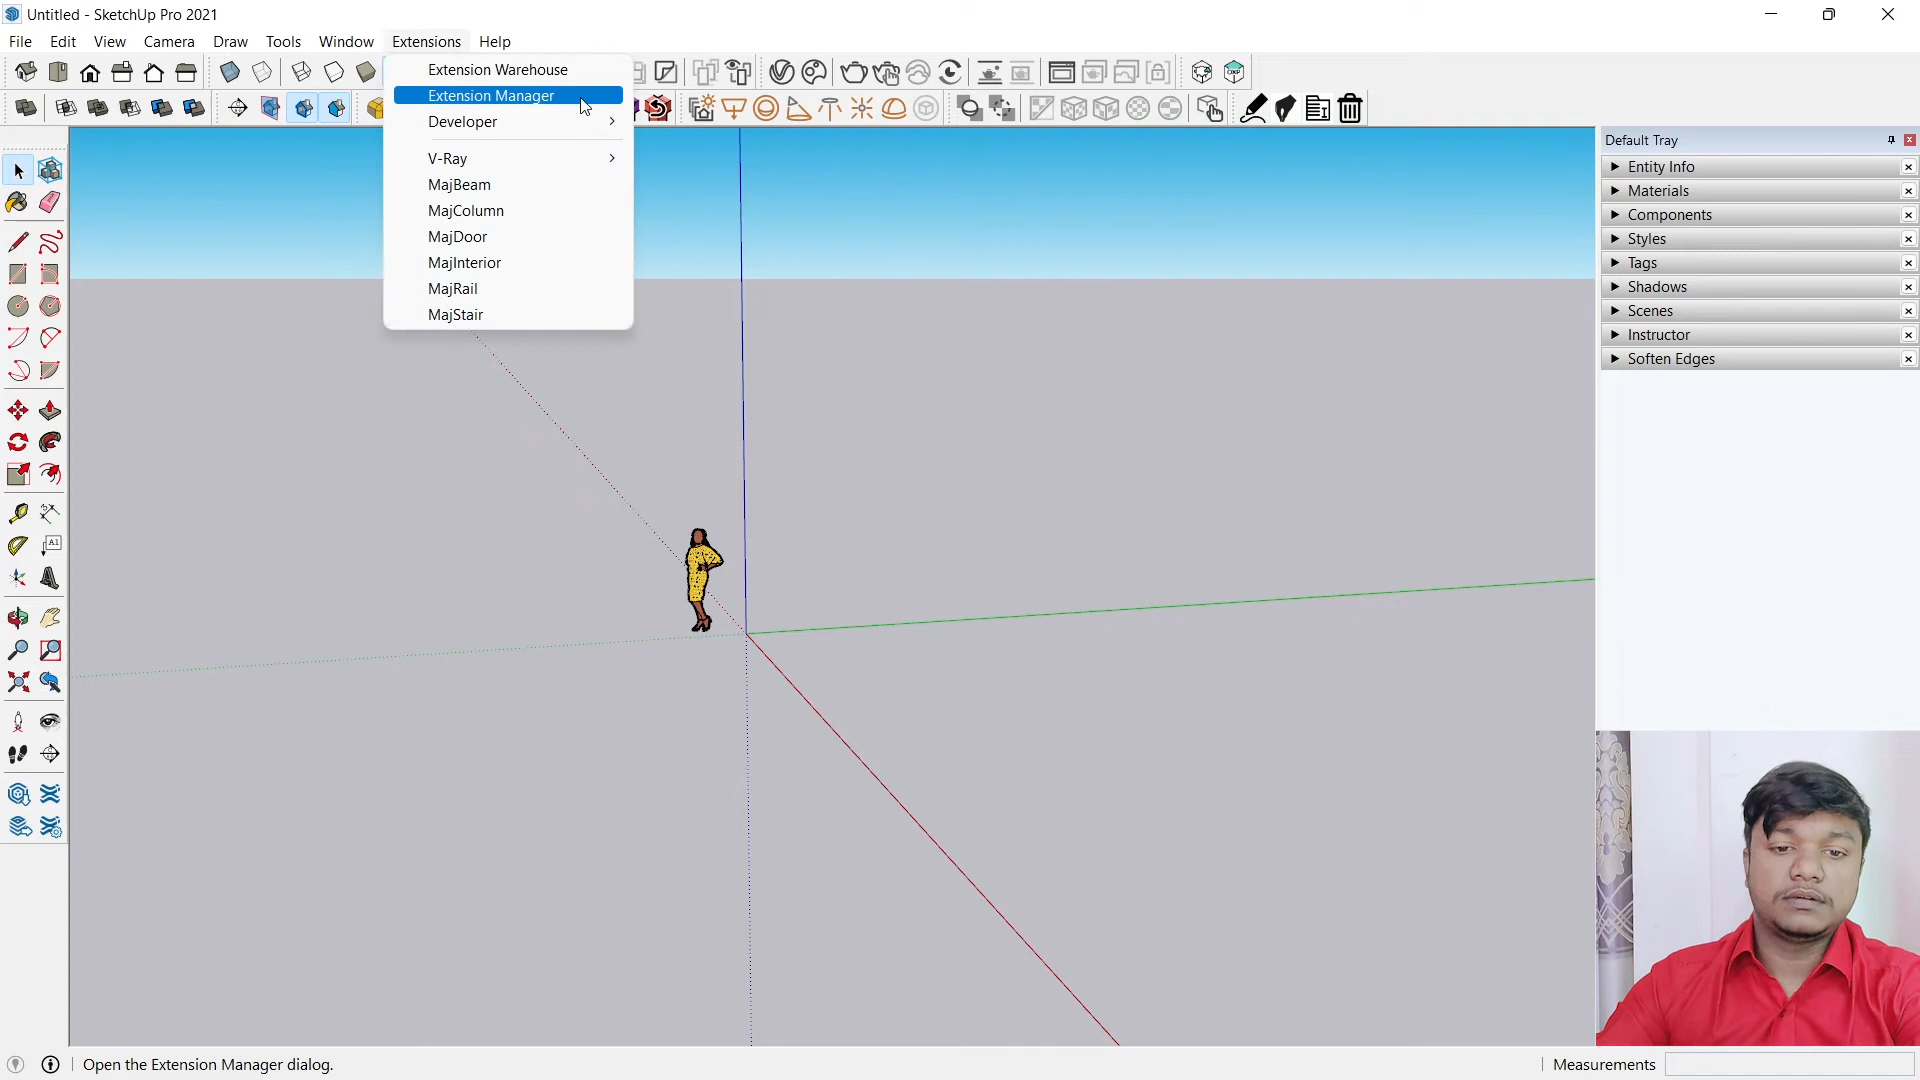 Untitled - SketchUp Pro 2021
File Edit View Camera Draw Tools Window Extensions Help
Extension Warehouse
Extension Manager
Developer
V-Ray
MajBeam
MajColumn
MajDoor
MajInterior
MajRail
MajStair
Default Tray
Entity Info
Materials
Components
Styles
Tags
Shadows
Scenes
Instructor
Soften Edges
A1
Open the Extension Manager dialog.
Measurements